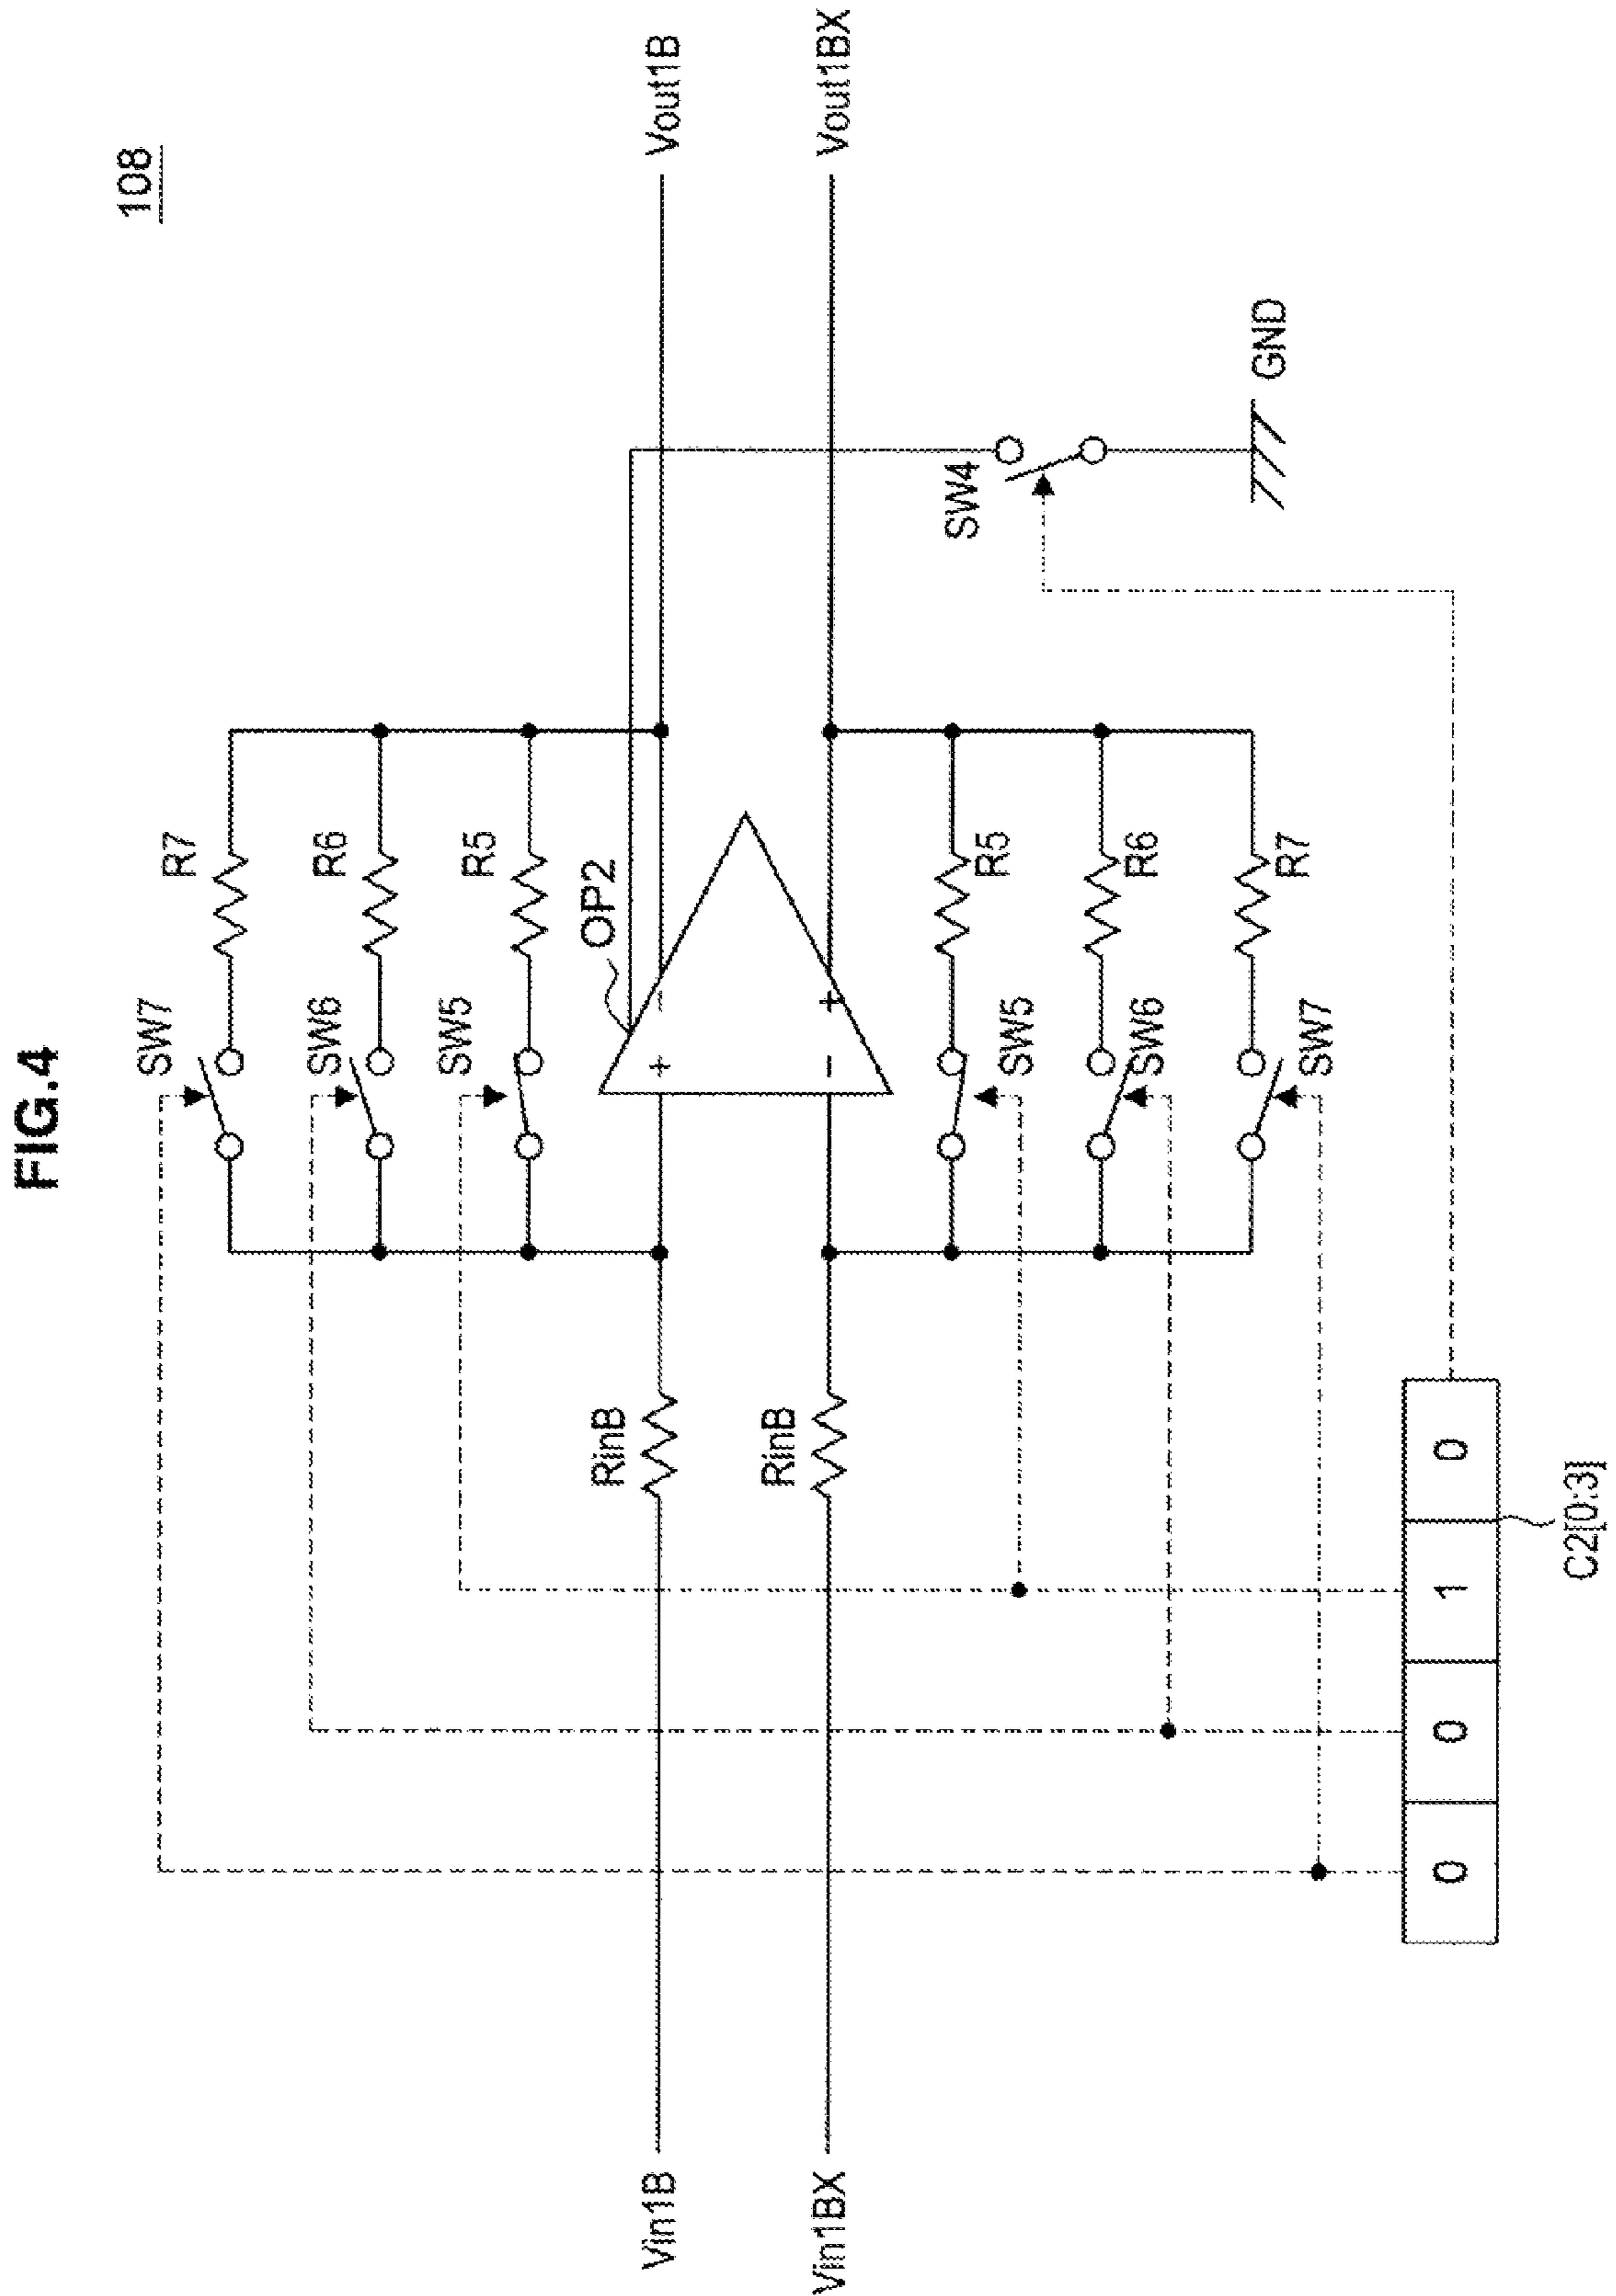 FIG.4
108
SW7
R7
SW6
R6
SW5
R5
OP2
Vin1B
RinB
+
-
Vout1B
Vin1BX
RinB
-
+
Vout1BX
SW5
R5
SW6
R6
SW7
R7
SW4
GND
0
0
1
0
C2[0:3]